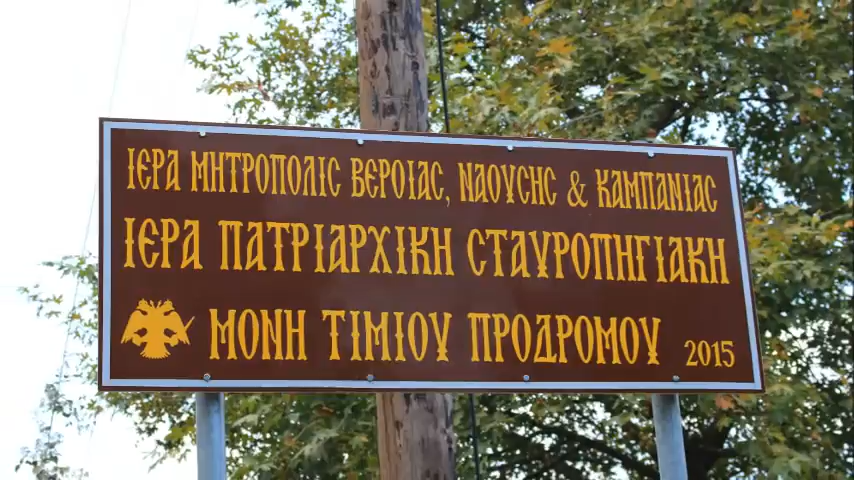 ΙΕΡΑ ΜΗΤΡΟΠΟΛΙΣ ΒΕΡΟΙΑΣ, ΝΑΟΥΣΗΣ & ΚΑΜΠΑΝΙΑΣ
ΙΕΡΑ ΠΑΤΡΙΑΡΧΙΚΗ ΣΤΑΥΡΟΠΗΓΙΑΚΗ
ΜΟΝΗ ΤΙΜΙΟΥ ΠΡΟΔΡΟΜΟΥ 2015